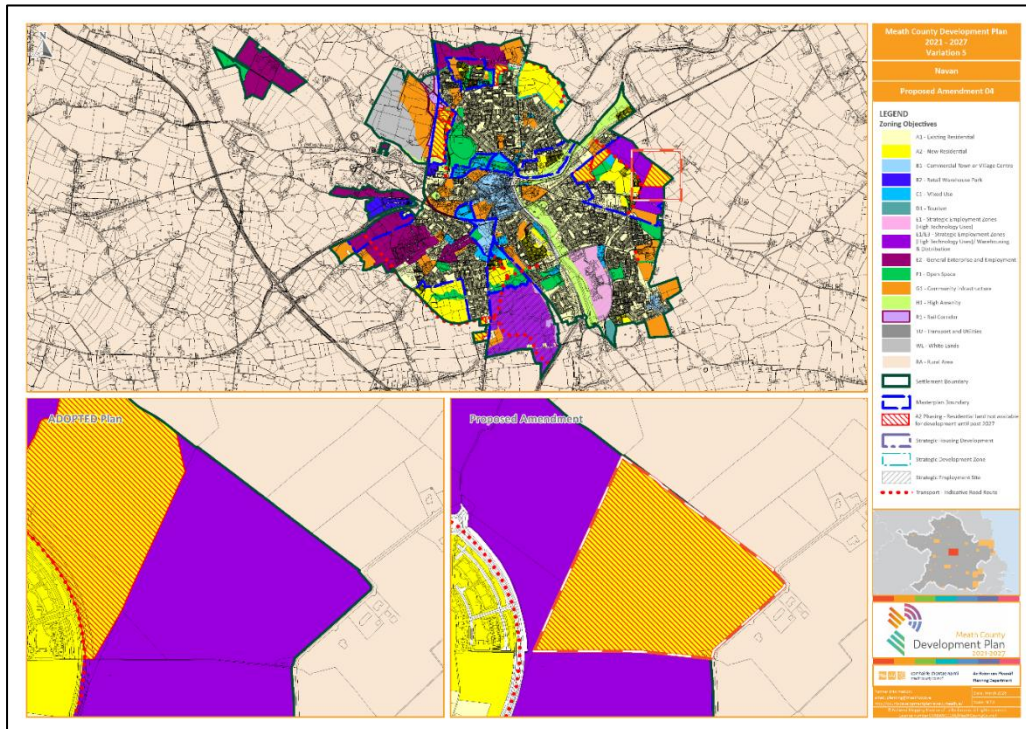 N
Meath County Development Plan
2021 - 2027
Variation 5
Navan
Proposed Amendment 04
LEGEND
Zoning Objectives
A1 - Existing Residential
A2 - New Residential
B1 - Commercial Town or Village Centre
B2 - Retail Warehouse Park
C1 - Mixed Use
D1 - Tourism
E1 - Strategic Employment Zones
(High Technology Uses)
E1/E3 - Strategic Employment Zones
(High Technology Uses)/ Warehousing
& Distribution
E2 - General Enterprise and Employment
F1 - Open Space
G1 - Community Infrastructure
H1 - High Amenity
R1 - Rail Corridor
TU - Transport and Utilities
WL - White Lands
RA - Rural Area
Settlement Boundary
Masterplan Boundary
A2 Phasing - Residential land not available
for development until post 2027
Strategic Housing Development
Strategic Development Zone
Strategic Employment Site
Transport - Indicative Road Route
ADOPTED Plan
Proposed Amendment
Meath County
Development Plan
2021-2027
Planning Department